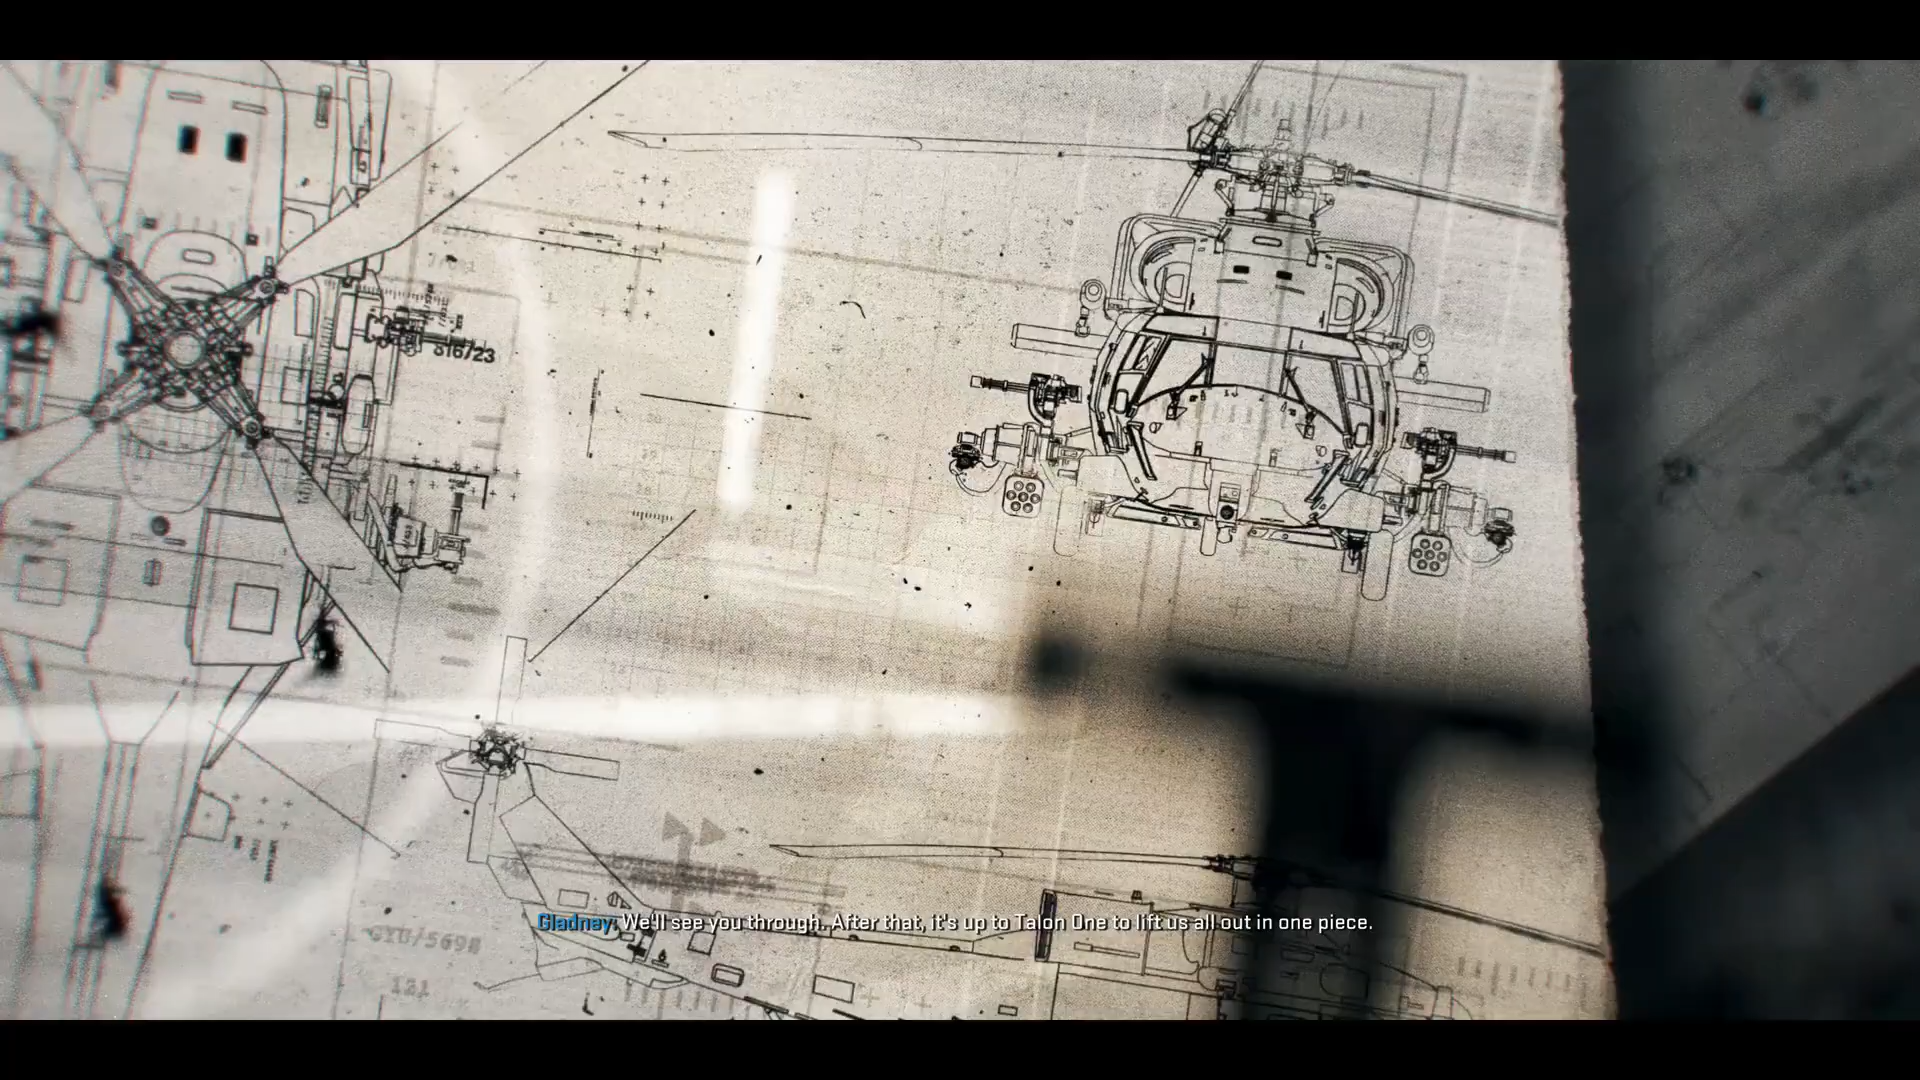 316/23
Gladney: We'll see you through. After that, it's up to Talon One to lift us all out in one piece.
GYU/5698
121